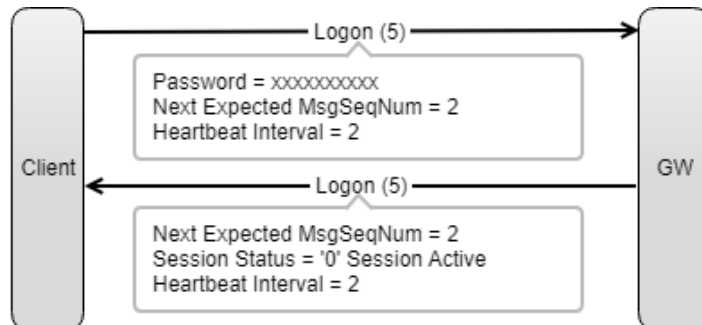 Logon (5)
Password = xxxxxxxxxx
Next Expected MsgSeqNum = 2
Heartbeat Interval = 2
Client
GW
Logon (5)
Next Expected MsgSeqNum = 2
Session Status = '0' Session Active
Heartbeat Interval = 2